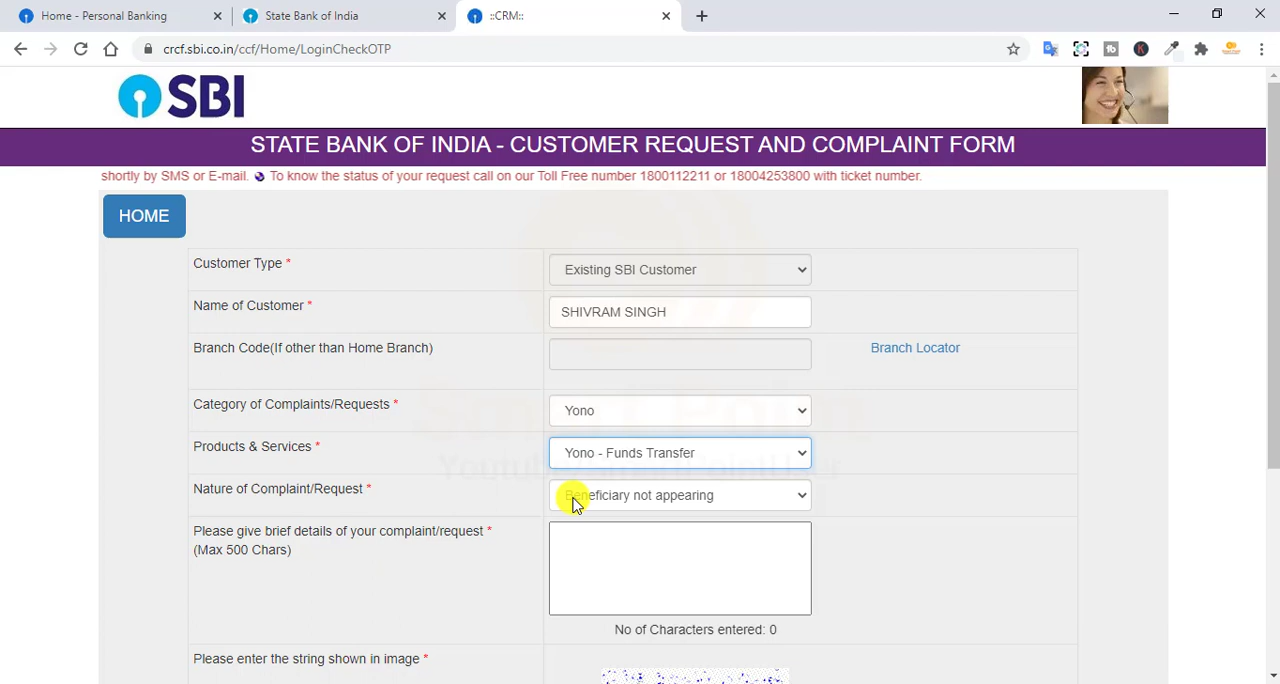 Home - Personal Banking
State Bank of India
::CRM::
crcf.sbi.co.in/ccf/Home/LoginCheckOTP
SBI
STATE BANK OF INDIA - CUSTOMER REQUEST AND COMPLAINT FORM
shortly by SMS or E-mail. To know the status of your request call on our Toll Free number 1800112211 or 18004253800 with ticket number.
HOME
Customer Type *
Existing SBI Customer
Name of Customer *
SHIVRAM SINGH
Branch Code(If other than Home Branch)
Branch Locator
Category of Complaints/Requests *
Yono
Products & Services *
Yono - Funds Transfer
Nature of Complaint/Request *
Beneficiary not appearing
Please give brief details of your complaint/request *
(Max 500 Chars)
No of Characters entered: 0
Please enter the string shown in image *